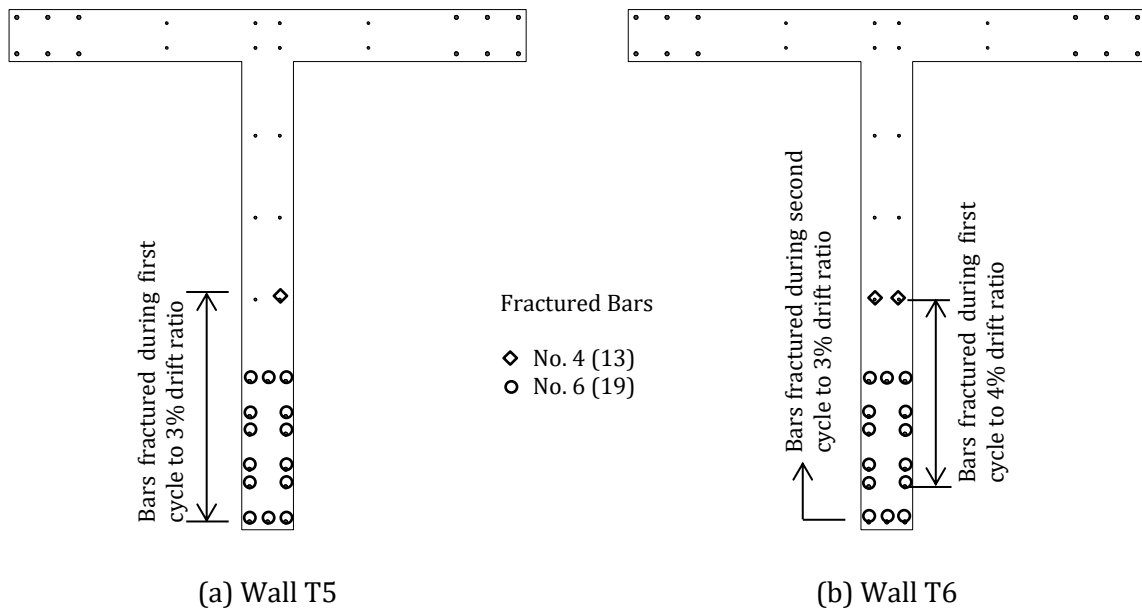 Bars fractured during first
cycle to 3% drift ratio
Fractured Bars
No. 4 (13)
No. 6 (19)
Bars fractured during second
cycle to 3% drift ratio
Bars fractured during first
cycle to 4% drift ratio
(a) Wall T5
(b) Wall T6